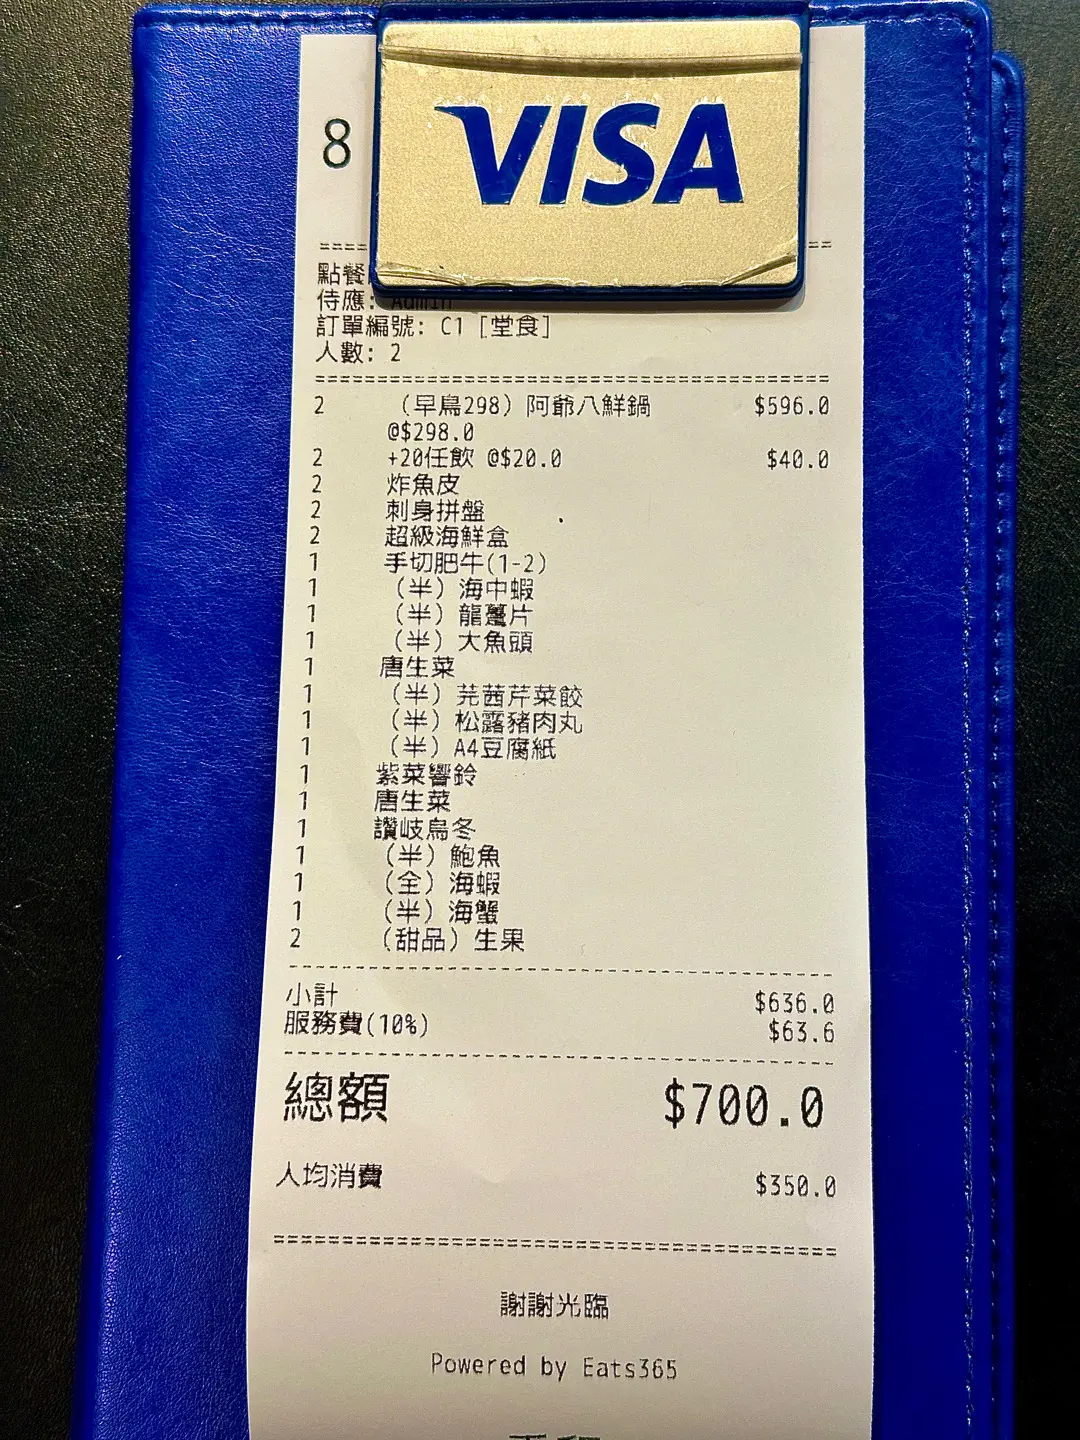 VISA
8
點餐
侍應: Admin
訂單編號: C1 [堂食]
人數: 2
2 (早鳥298) 阿爺八鮮鍋 $596.0
@$298.0
2 +20任飲 @$20.0 $40.0
2 炸魚皮
2 刺身拼盤
2 超級海鮮盒
1 手切肥牛(1-2)
1 (半) 海中蝦
1 (半) 龍躉片
1 (半) 大魚頭
1 唐生菜
1 (半) 芫茜芹菜餃
1 (半) 松露豬肉丸
1 (半) A4豆腐紙
1 紫菜響鈴
1 唐生菜
1 讚岐烏冬
1 (半) 鮑魚
1 (全) 海蝦
1 (半) 海蟹
2 (甜品) 生果
小計 $636.0
服務費(10%) $63.6
總額 $700.0
人均消費 $350.0
謝謝光臨
Powered by Eats365